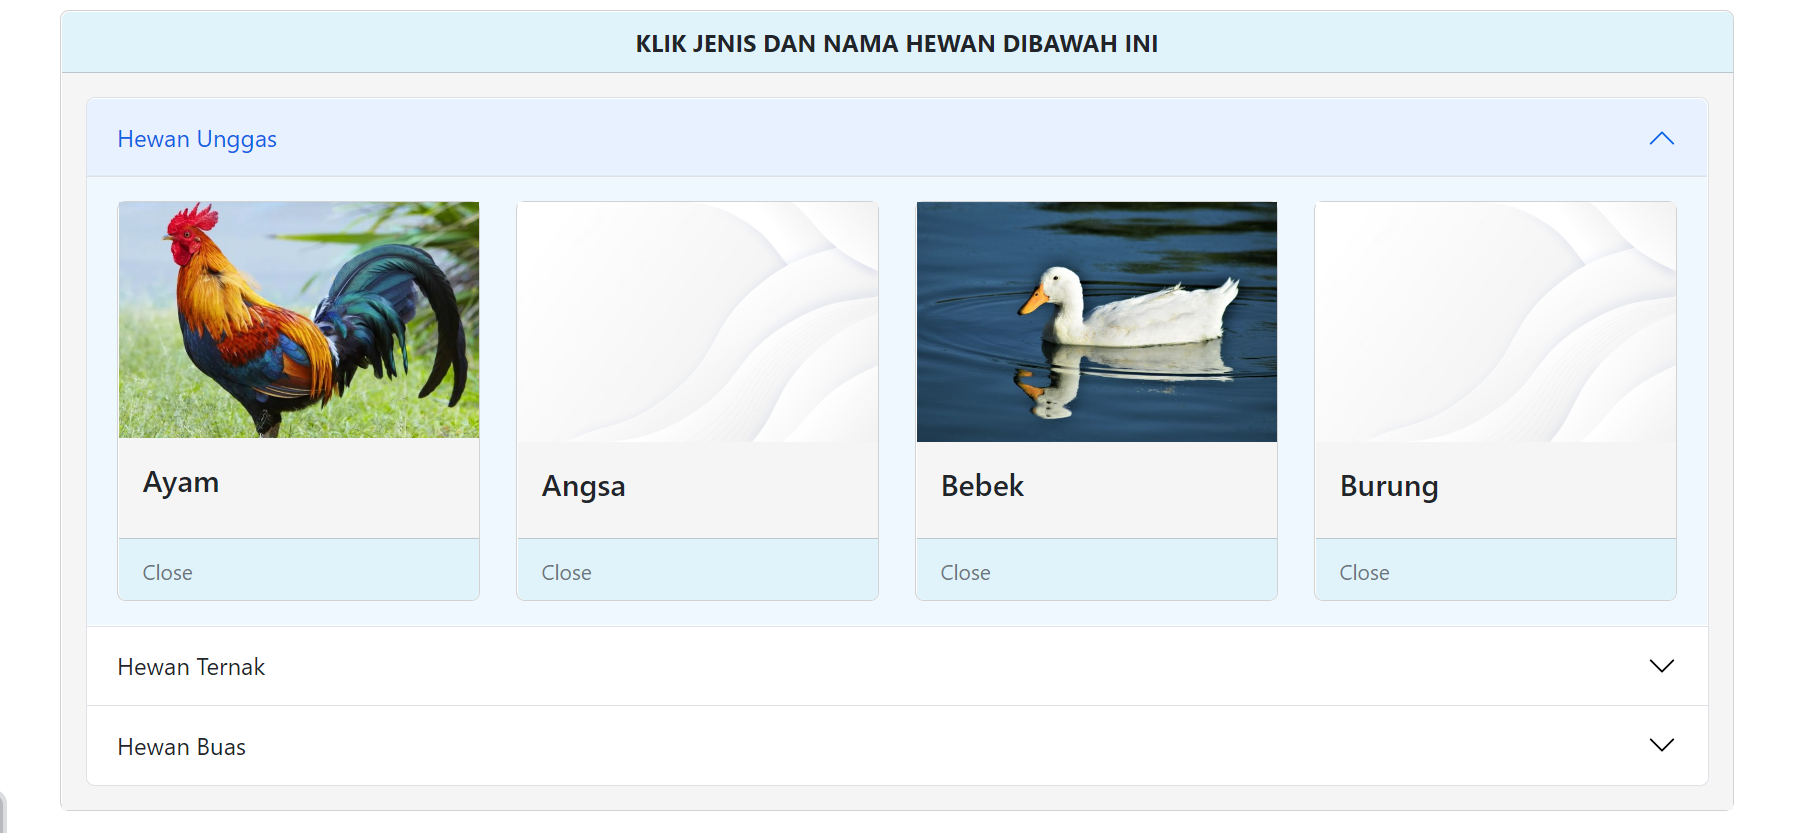 KLIK JENIS DAN NAMA HEWAN DIBAWAH INI
Hewan Unggas
Ayam
Close
Angsa
Close
Bebek
Close
Burung
Close
Hewan Ternak
Hewan Buas